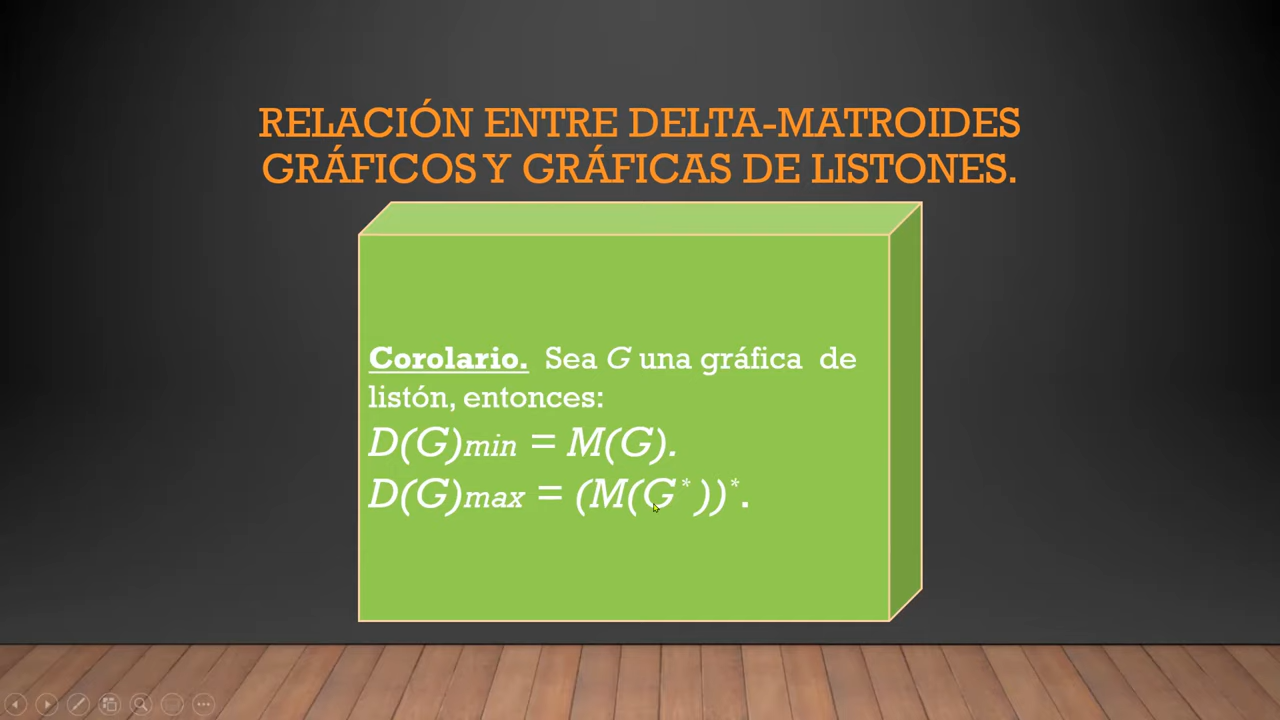 RELACIÓN ENTRE DELTA-MATROIDES
GRÁFICOS Y GRÁFICAS DE LISTONES.
Corolario. Sea G una gráfica de
listón, entonces:
D(G)min = M(G).
D(G)max = (M(G*))*.